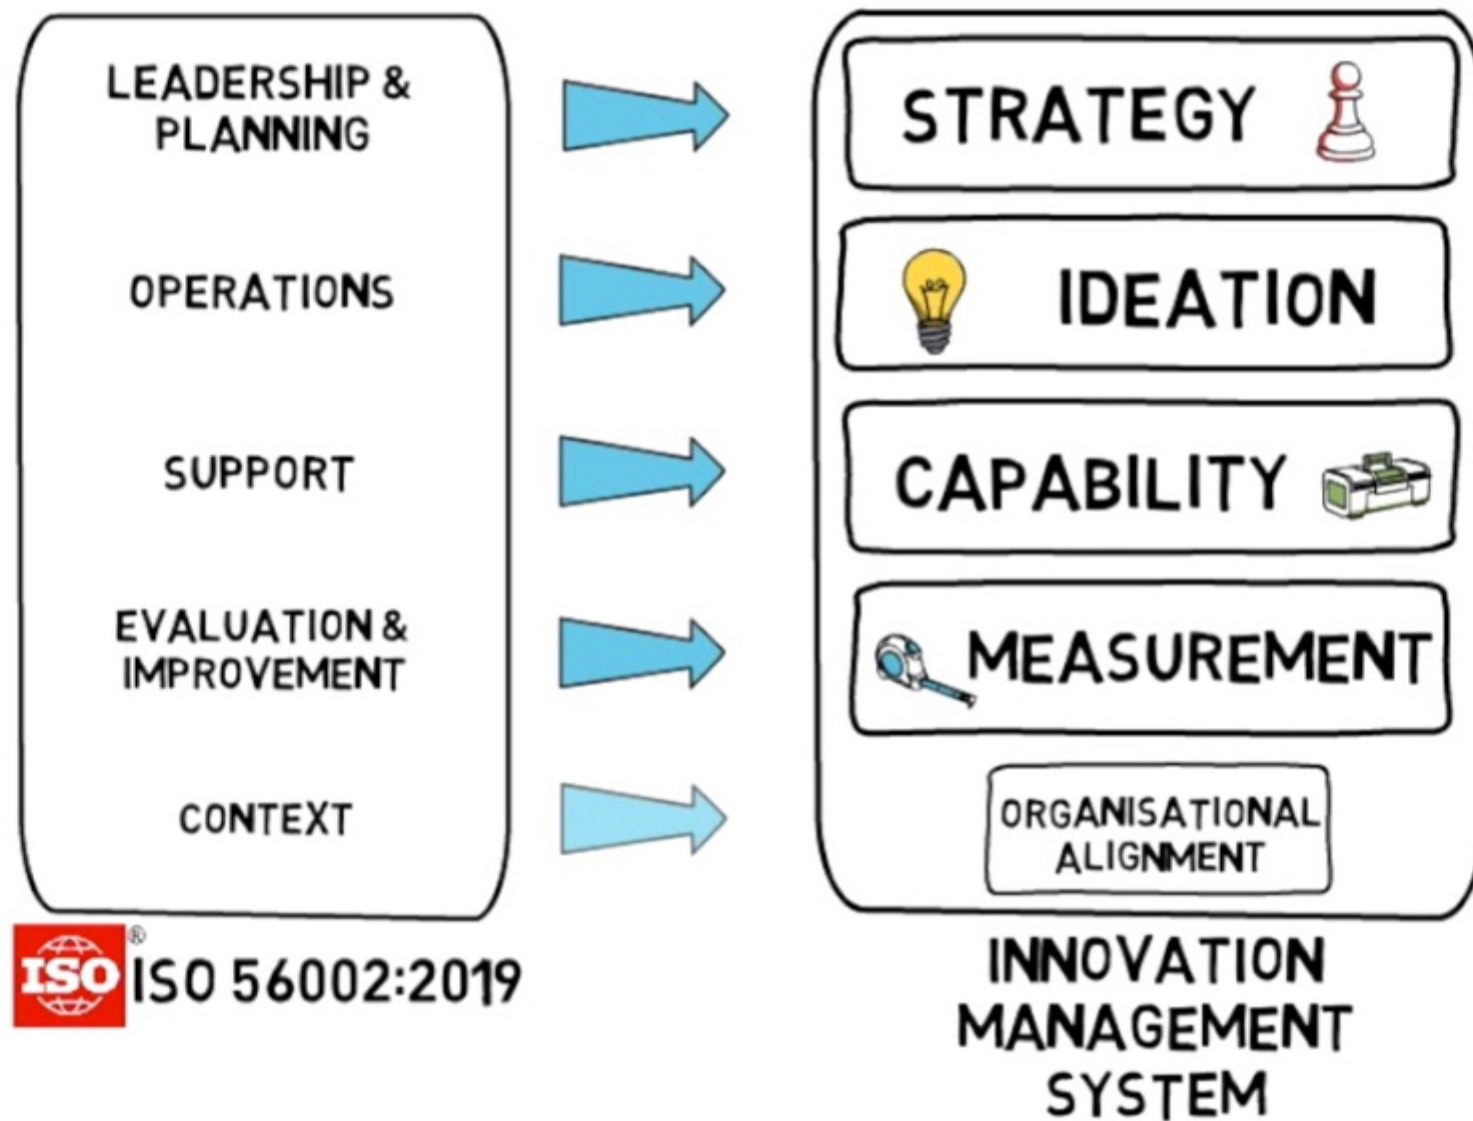 LEADERSHIP &
PLANNING
STRATEGY
OPERATIONS
IDEATION
SUPPORT
CAPABILITY
EVALUATION &
IMPROVEMENT
MEASUREMENT
CONTEXT
ORGANISATIONAL
ALIGNMENT
ISO ® ISO 56002:2019
INNOVATION
MANAGEMENT
SYSTEM